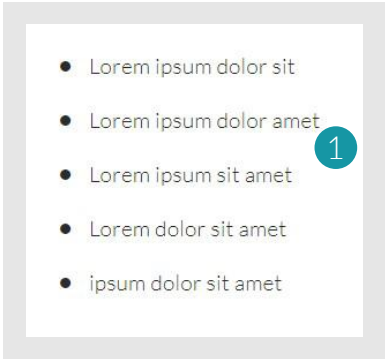 • Lorem ipsum dolor sit
• Lorem ipsum dolor amet
1
• Lorem ipsum sit amet
• Lorem dolor sit amet
• ipsum dolor sit amet